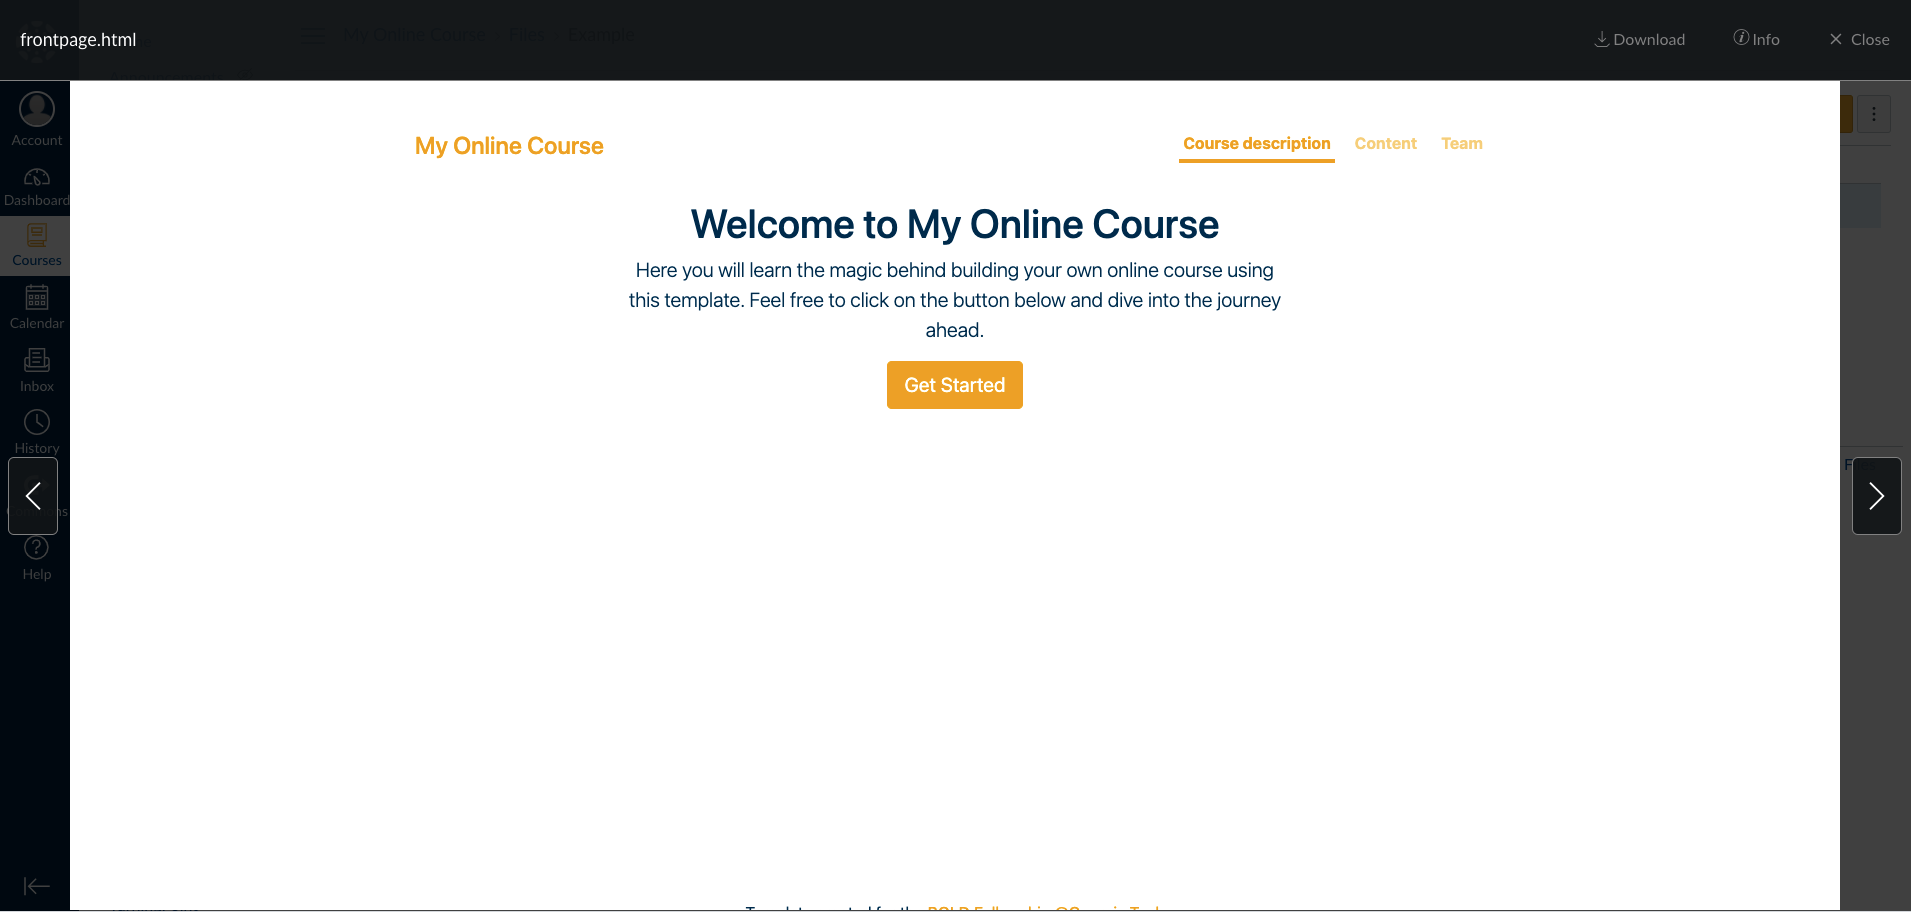 frontpage.html
My Online Course Files Example
Download
Info
Close
Account
Dashboard
Courses
Calendar
Inbox
History
Help
My Online Course
Course description
Content
Team
Welcome to My Online Course
Here you will learn the magic behind building your own online course using
this template. Feel free to click on the button below and dive into the journey
ahead.
Get Started